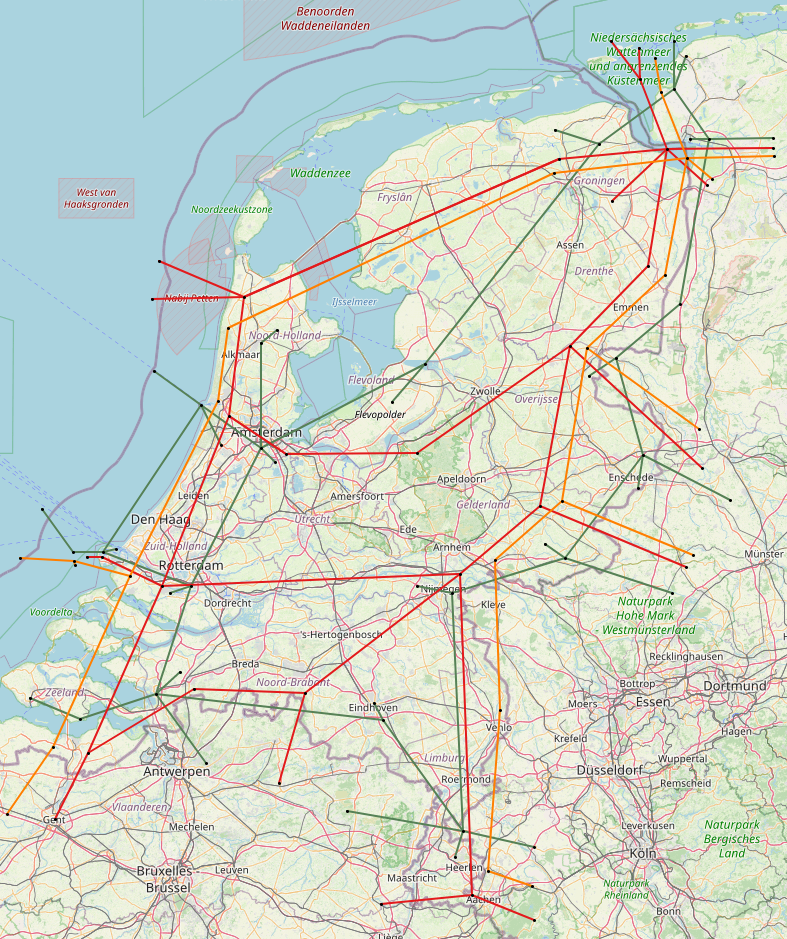 Benoorden
Waddeneilanden
Niedersächsisches
Wattenmeer
und angrenzendes
Küstenmeer
Waddenzee
West van
Haaksgronden
Fryslân
Groningen
Noordzeekustzone
Assen
Drenthe
Nabij Petten
IJsselmeer
Emmen
Noord-Holland
Alkmaar
Flevoland
Zwolle
Overijssel
Flevopolder
Amsterdam
Apeldoorn
Enschede
Leiden
Amersfoort
Gelderland
Den Haag
Utrecht
Ede
Zuid-Holland
Arnhem
Münster
Rotterdam
Nijmegen
Dordrecht
Kleve
Naturpark
Hohe Mark
- Westmünsterland
Voordelta
's-Hertogenbosch
Recklinghausen
Breda
Noord-Brabant
Bottrop
Dortmund
Zeeland
Moers
Essen
Eindhoven
Venlo
Hagen
Krefeld
Limburg
Wuppertal
Antwerpen
Roermond
Düsseldorf
Remscheid
Vlaanderen
Gent
Mechelen
Leverkusen
Naturpark
Bergisches
Land
Köln
Bruxelles -
Brussel
Leuven
Heerlen
Maastricht
Naturpark
Rheinland
Aachen
Bonn
Liège